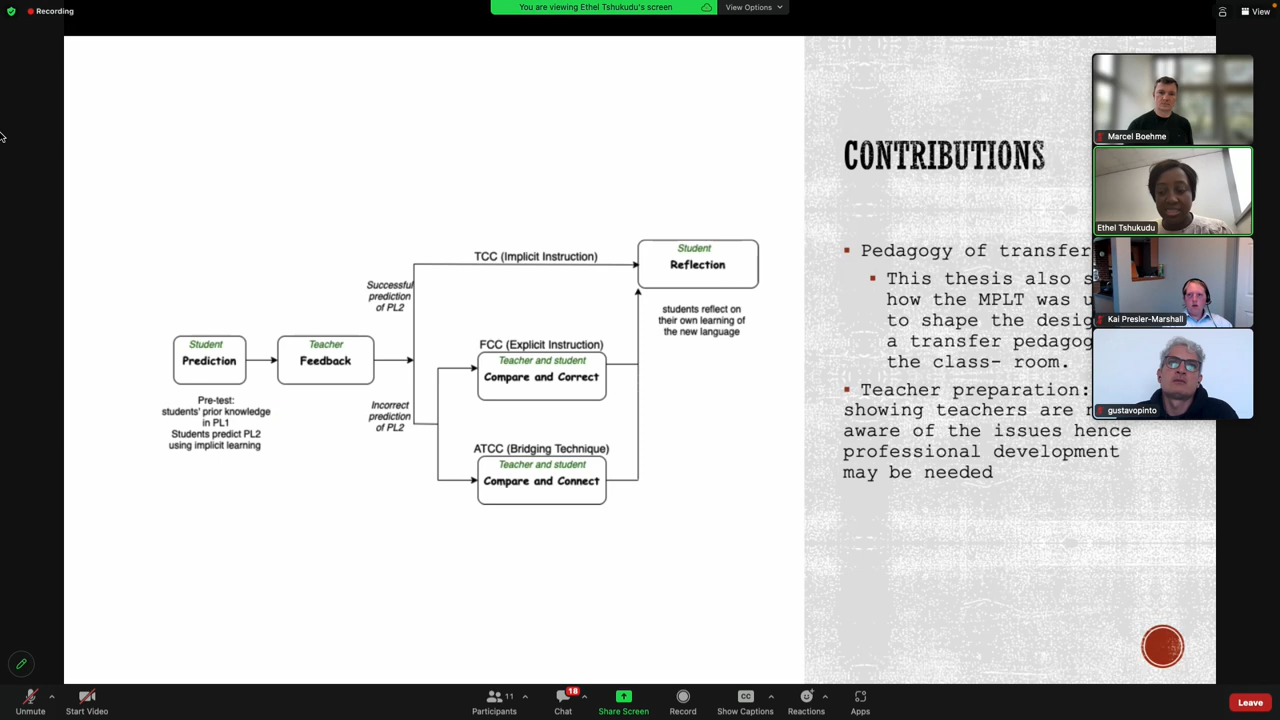 Recording
You are viewing Ethel Tshukudu's screen
View Options
View
TCC (Implicit Instruction)
Student
Reflection
Successful
prediction
of PL2
students reflect on
their own learning of
the new language
Student
Prediction
Teacher
Feedback
FCC (Explicit Instruction)
Teacher and student
Compare and Correct
Pre-test:
students' prior knowledge
in PL1
Students predict PL2
using implicit learning
Incorrect
prediction
of PL2
ATCC (Bridging Technique)
Teacher and student
Compare and Connect
CONTRIBUTIONS
Pedagogy of transfer
This thesis also
how the MPLT was
to shape the
a transfer
the class- room.
Teacher preparation:
showing teachers are
aware of the issues hence
professional development
may be needed
Marcel Boehme
Ethel Tshukudu
Kai Presler-Marshall
gustavopinto
Unmute
Start Video
Participants
11
Chat
18
Share Screen
Record
CC
Show Captions
Reactions
Apps
Leave